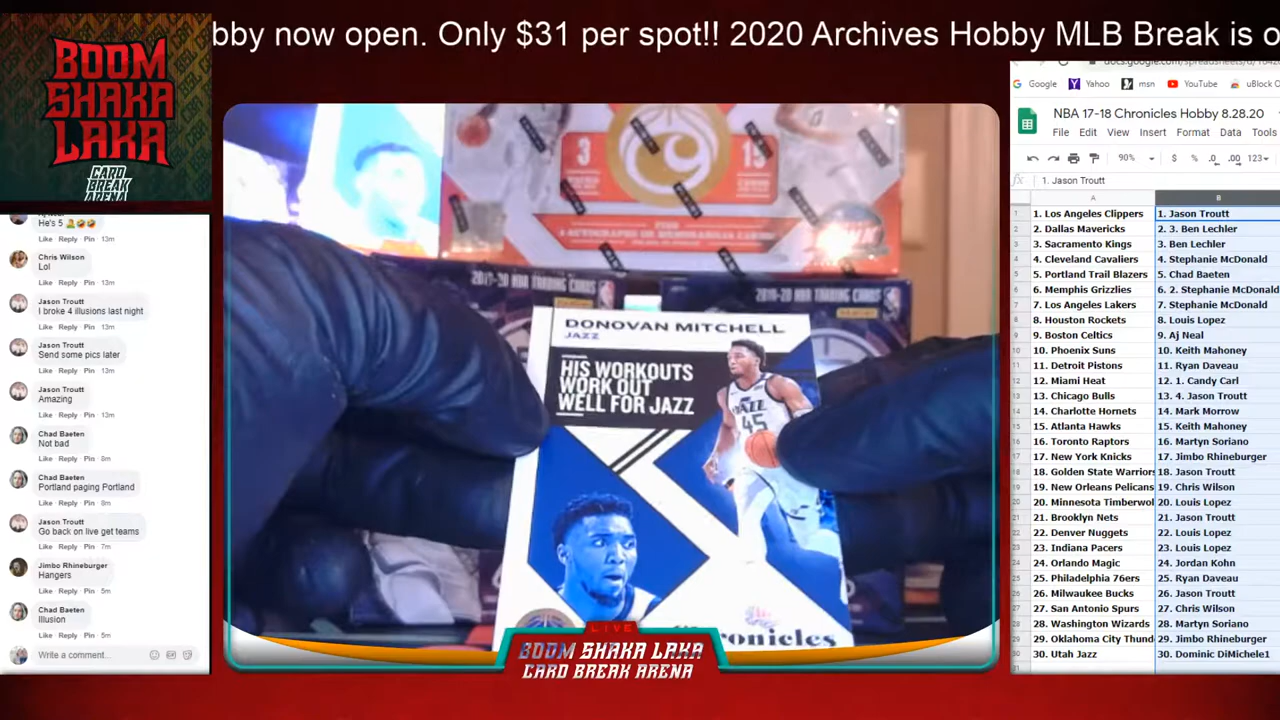 bby now open. Only $31 per spot!! 2020 Archives Hobby MLB Break is o
BOOM
SHAKA
LAKA
CARD
BREAK
ARENA
He's 5
Like · Reply · Pin · 13m
Chris Wilson
Lol
Like · Reply · Pin · 13m
Jason Troutt
I broke 4 illusions last night
Like · Reply · Pin · 13m
Jason Troutt
Send some pics later
Like · Reply · Pin · 13m
Jason Troutt
Amazing
Like · Reply · Pin · 13m
Chad Baeten
Not bad
Like · Reply · Pin · 8m
Chad Baeten
Portland paging Portland
Like · Reply · Pin · 8m
Jason Troutt
Go back on live get teams
Like · Reply · Pin · 7m
Jimbo Rhineburger
Hangers
Like · Reply · Pin · 5m
Chad Baeten
Illusion
Like · Reply · Pin · 5m
Write a comment...
3
2019-20 NBA TRADING CARDS
2019-20 NBA TRADING CARDS
DONOVAN MITCHELL
JAZZ
HIS WORKOUTS
WORK OUT
WELL FOR JAZZ
JAZZ
45
ronicles
LIVE
BOOM SHAKA LAKA
CARD BREAK ARENA
Google Yahoo msn YouTube uBlock O
NBA 17-18 Chronicles Hobby 8.28.20
File Edit View Insert Format Data Tools
90% $ % .0 .00 123
1. Jason Troutt
A B
1. Los Angeles Clippers 1. Jason Troutt
2. Dallas Mavericks 2. 3. Ben Lechler
3. Sacramento Kings 3. Ben Lechler
4. Cleveland Cavaliers 4. Stephanie McDonald
5. Portland Trail Blazers 5. Chad Baeten
6. Memphis Grizzlies 6. 2. Stephanie McDonald
7. Los Angeles Lakers 7. Stephanie McDonald
8. Houston Rockets 8. Louis Lopez
9. Boston Celtics 9. Aj Neal
10. Phoenix Suns 10. Keith Mahoney
11. Detroit Pistons 11. Ryan Daveau
12. Miami Heat 12. 1. Candy Carl
13. Chicago Bulls 13. 4. Jason Troutt
14. Charlotte Hornets 14. Mark Morrow
15. Atlanta Hawks 15. Keith Mahoney
16. Toronto Raptors 16. Martyn Soriano
17. New York Knicks 17. Jimbo Rhineburger
18. Golden State Warriors 18. Jason Troutt
19. New Orleans Pelicans 19. Chris Wilson
20. Minnesota Timberwol 20. Louis Lopez
21. Brooklyn Nets 21. Jason Troutt
22. Denver Nuggets 22. Louis Lopez
23. Indiana Pacers 23. Louis Lopez
24. Orlando Magic 24. Jordan Kohn
25. Philadelphia 76ers 25. Ryan Daveau
26. Milwaukee Bucks 26. Jason Troutt
27. San Antonio Spurs 27. Chris Wilson
28. Washington Wizards 28. Martyn Soriano
29. Oklahoma City Thund 29. Jimbo Rhineburger
30. Utah Jazz 30. Dominic DiMichele1